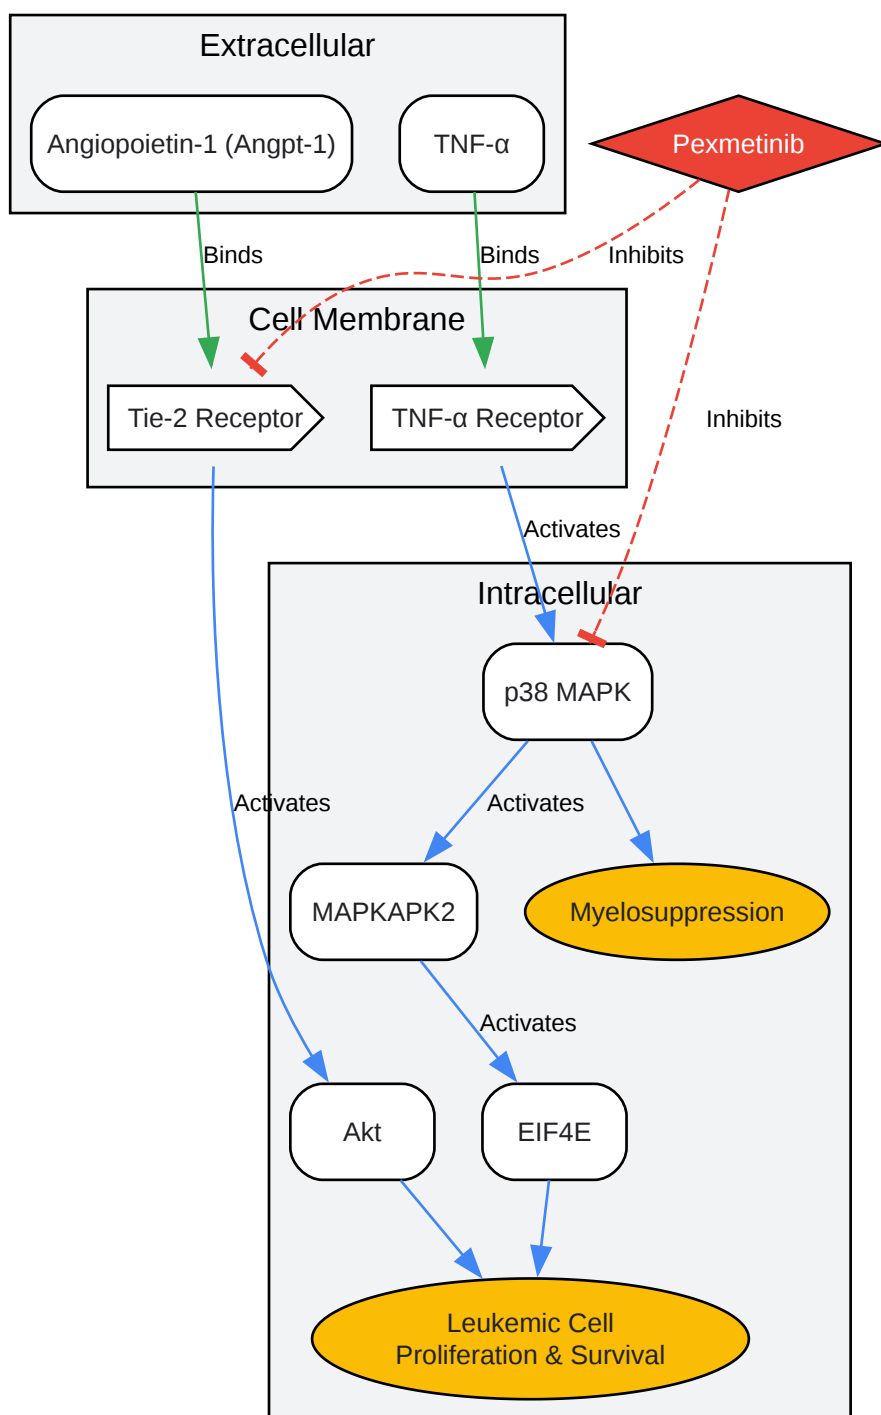 Extracellular
Angiopoietin-1 (Angpt-1)
TNF-α
Pexmetinib
Binds
Binds
Inhibits
Cell Membrane
Tie-2 Receptor
TNF-α Receptor
Inhibits
Activates
Intracellular
p38 MAPK
Activates
Activates
MAPKAPK2
Myelosuppression
Activates
Akt
EIF4E
Leukemic Cell
Proliferation & Survival